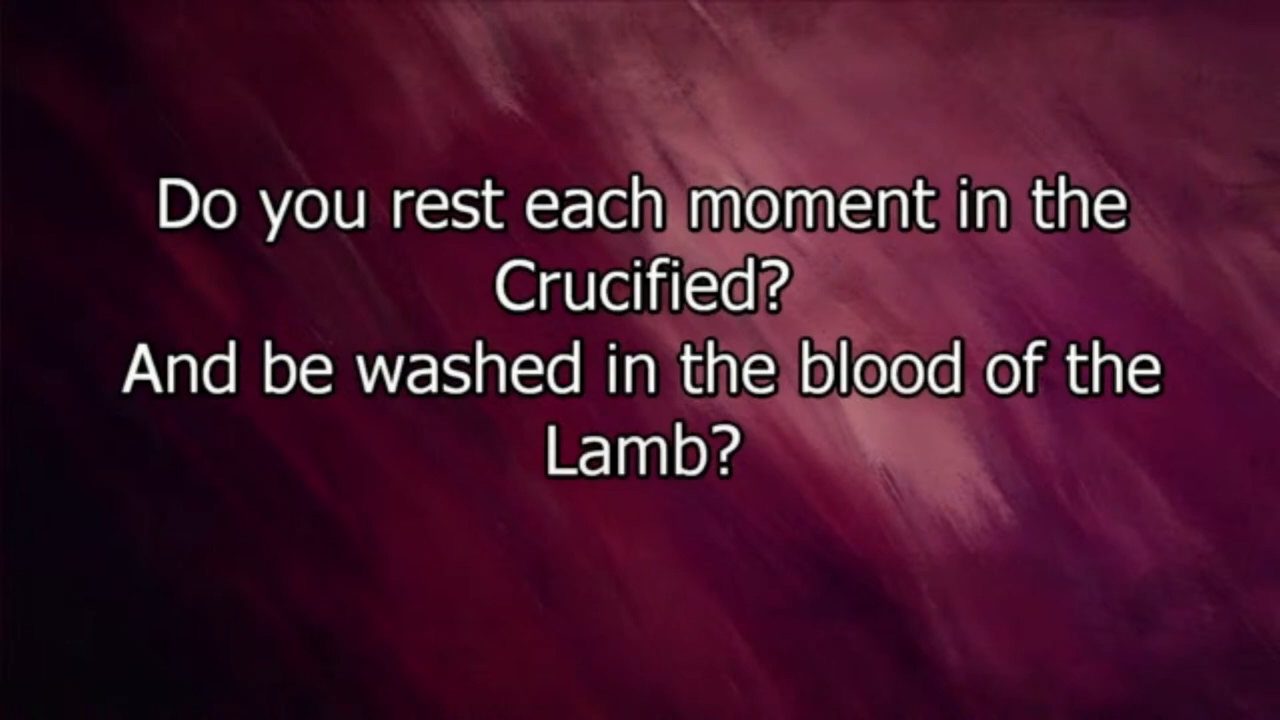 Do you rest each moment in the
Crucified?
And be washed in the blood of the
Lamb?